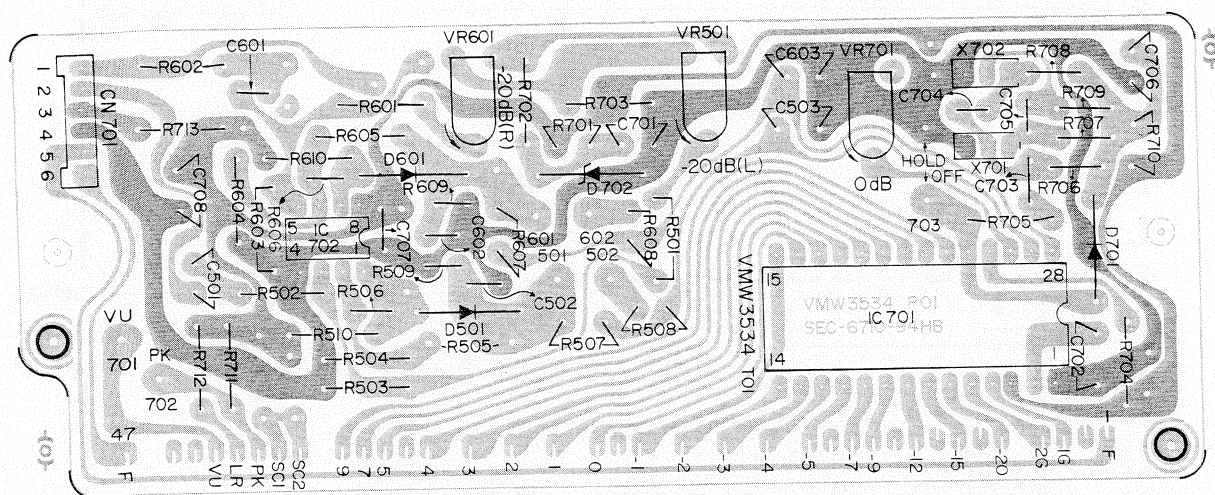 VR601
VR501
C601
R602
R601
-20dB(R)
R702
R703
R701
C701
C603
C503
VR701
X702
R708
C706
R709
C704
C705
R707
R710
1
2
3
4
5
6
CN701
R713
R605
R610
D601
R609
D702
-20dB(L)
0dB
HOLD
OFF
X701
C703
R706
R705
703
C708
R604
R603
R606
5
8
4
IC
702
C707
C602
R607
601
501
602
502
R608
R501
D701
R509
C501
R502
R506
C502
R510
D501
R505
R504
R503
R507
R508
VMW3534 T01
15
28
VMW3534 P01
IC701
SEC-6710-94HB
14
1
C702
R704
VU
701
PK
702
R712
R711
47
F
VU
LR
PK
SC1
SC2
9
7
5
4
3
2
1
0
-1
-2
-3
-4
-5
-7
-9
-12
-15
-20
2G
1G
F